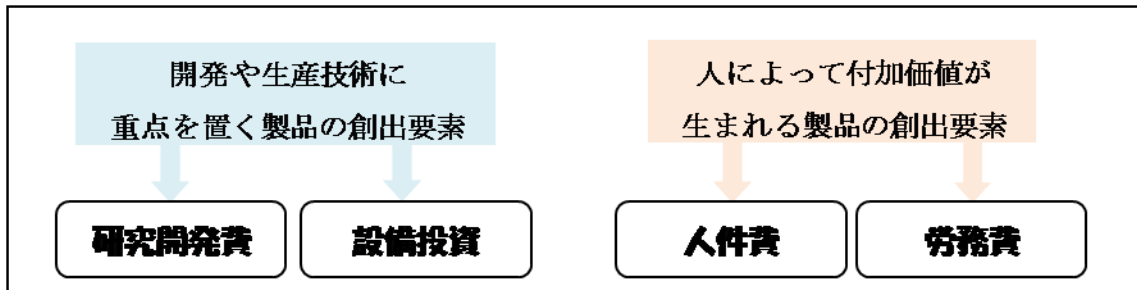 開発や生産技術に
重点を置く製品の創出要素
人によって付加価値が
生まれる製品の創出要素
研究開発費
設備投資
人件費
労務費